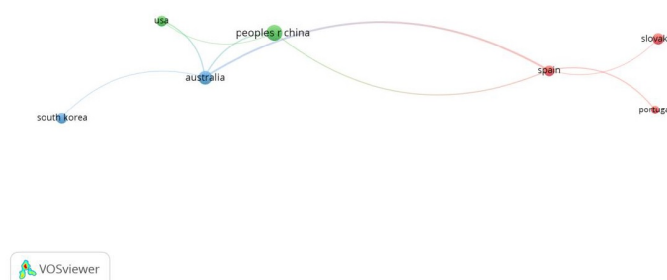 usa
peoples r china
slovak
spain
australia
portuga
south korea
VOSviewer